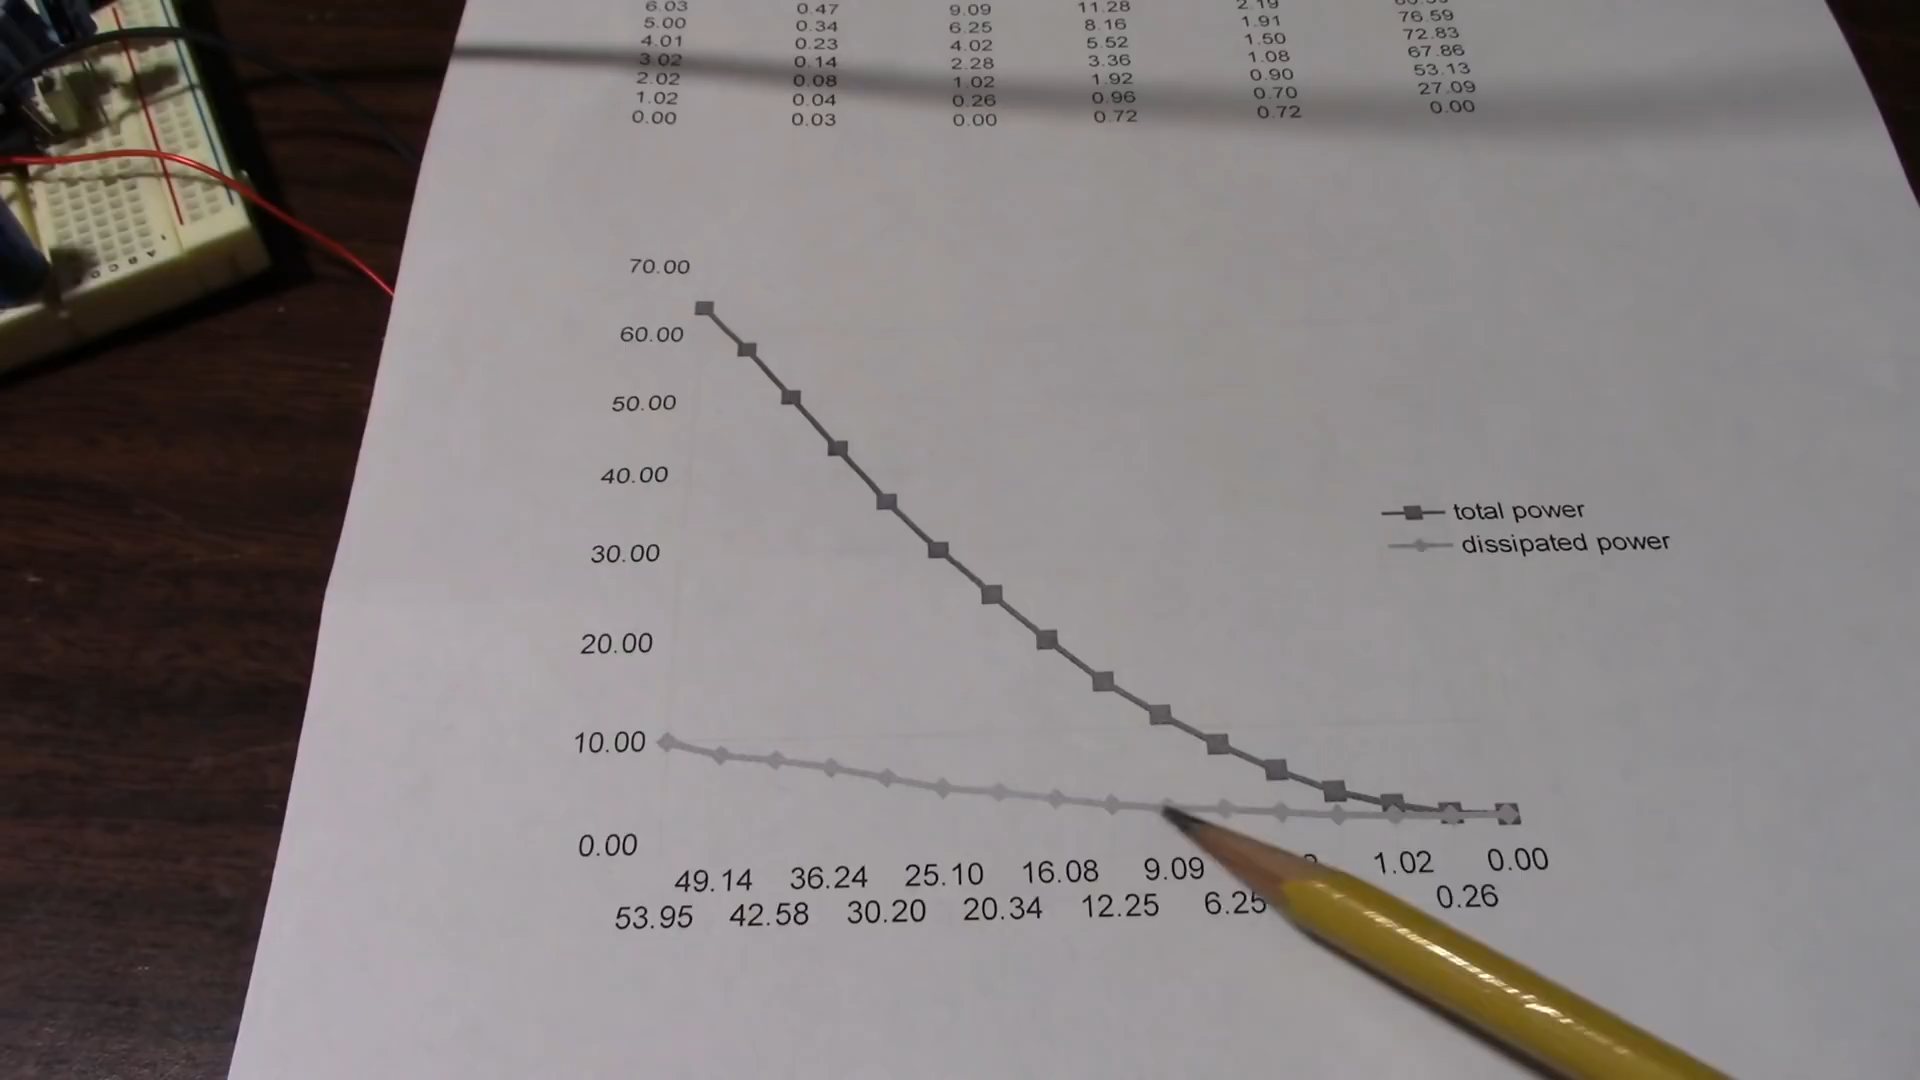 6.03 0.47 9.09 11.28 2.19
5.00 0.34 6.25 8.16 1.91 76.59
4.01 0.23 4.02 5.52 1.50 72.83
3.02 0.14 2.28 3.36 1.08 67.86
2.02 0.08 1.02 1.92 0.90 53.13
1.02 0.04 0.26 0.96 0.70 27.09
0.00 0.03 0.00 0.72 0.72 0.00
70.00
60.00
50.00
40.00
30.00
20.00
10.00
0.00
total power
dissipated power
49.14 36.24 25.10 16.08 9.09 1.02 0.00
53.95 42.58 30.20 20.34 12.25 6.25 0.26
A B C D